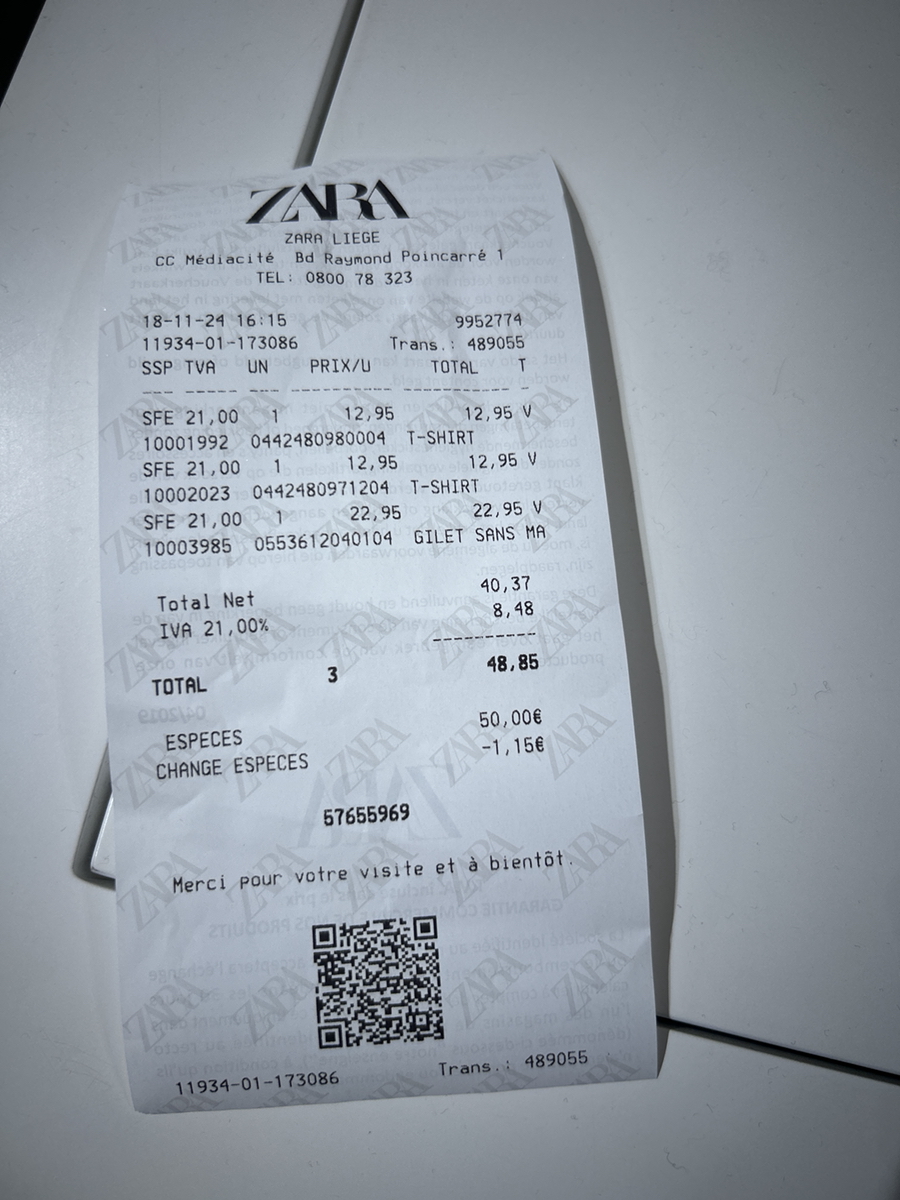 ZARA
ZARA LIEGE
CC Médiacité Bd Raymond Poincarré 1
TEL: 0800 78 323
18-11-24 16:15 9952774
11934-01-173086 Trans.: 489055
SSP TVA UN PRIX/U TOTAL T
--- ----- --- ---------- ---------- -
SFE 21,00 1 12,95 12,95 V
10001992 0442480980004 T-SHIRT
SFE 21,00 1 12,95 12,95 V
10002023 0442480971204 T-SHIRT
SFE 21,00 1 22,95 22,95 V
10003985 0553612040104 GILET SANS MA
Total Net 40,37
IVA 21,00% 8,48
----------
TOTAL 3 48,85
ESPECES 50,00€
CHANGE ESPECES -1,15€
57655969
Merci pour votre visite et à bientôt.
11934-01-173086 Trans.: 489055